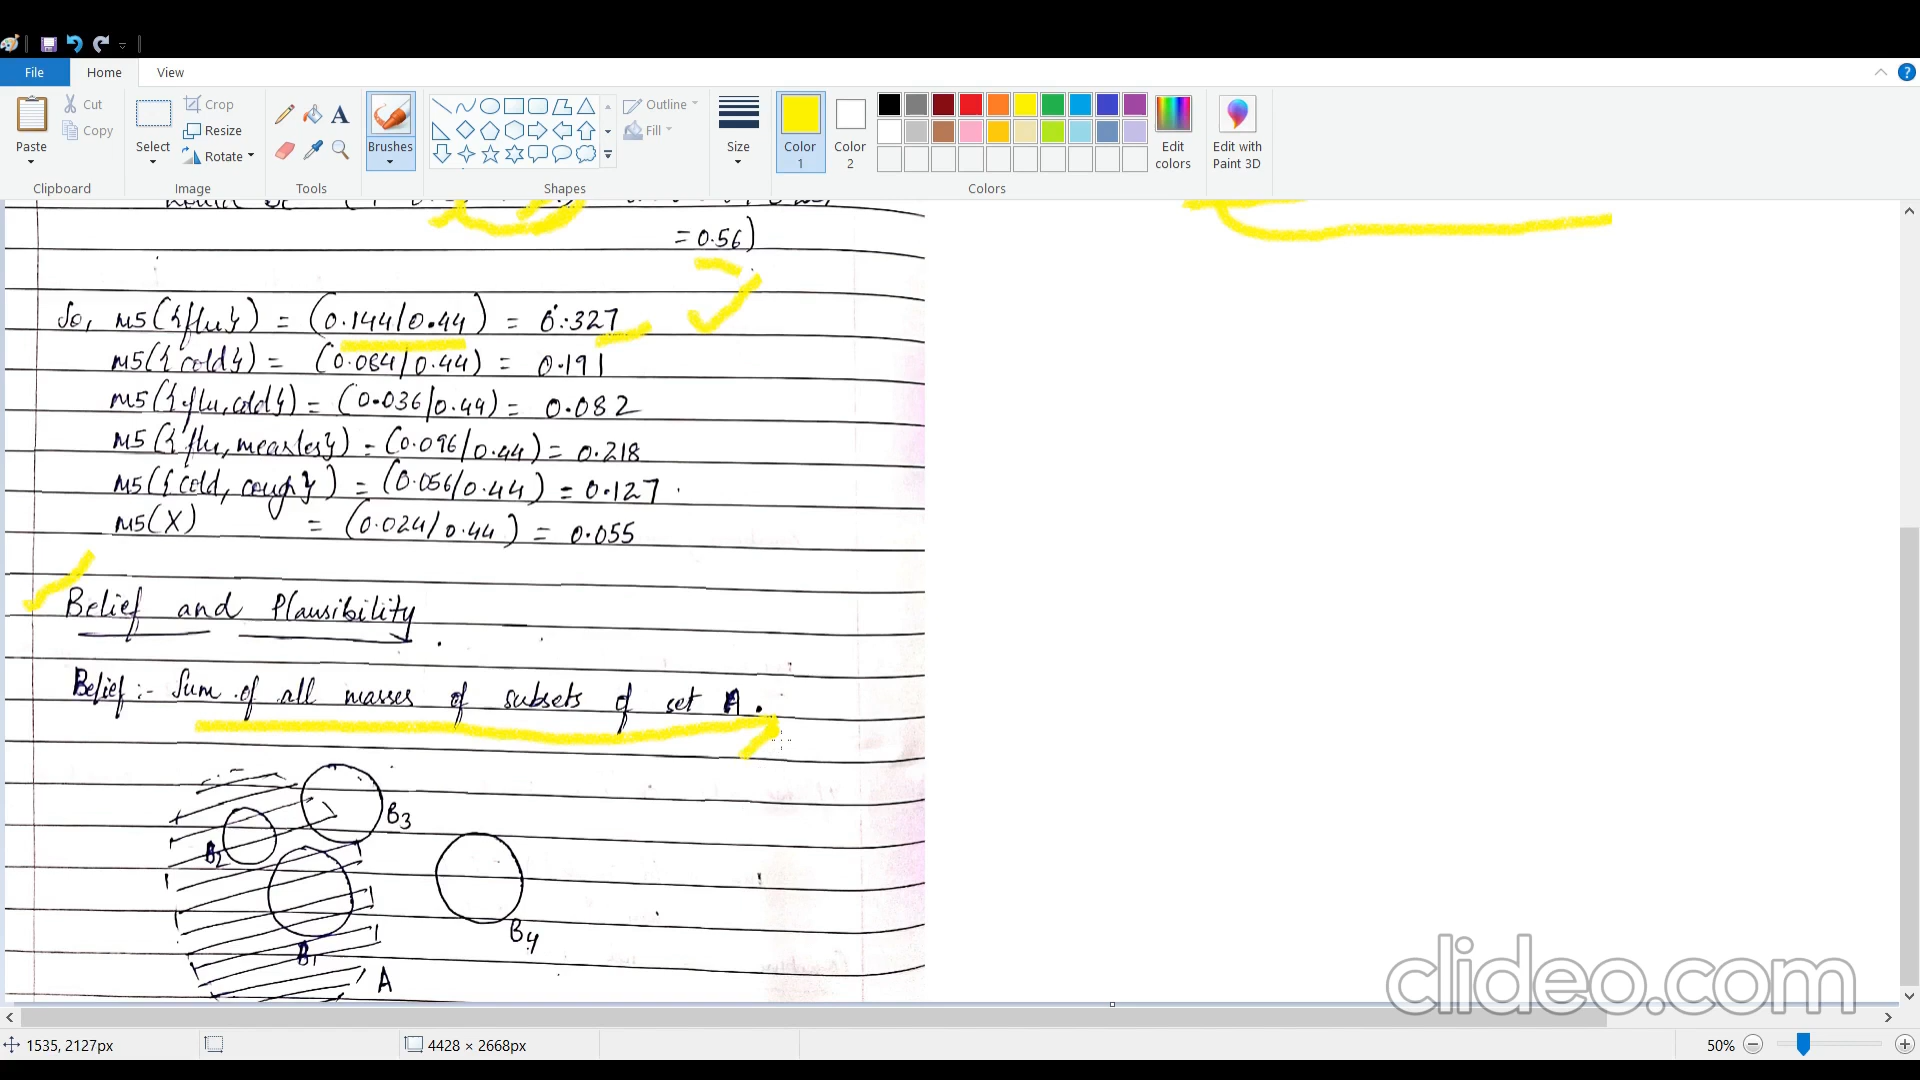 File Home View
Paste Cut Copy Clipboard
Select Crop Resize Rotate Image
Tools
Brushes
Outline Fill Shapes
Size
Color 1 Color 2 Edit colors Colors
Edit with Paint 3D
= 0.56)
So, m5({flu}) = (0.144/0.44) = 0.327
m5({cold}) = (0.084/0.44) = 0.191
m5({flu,cold}) = (0.036/0.44) = 0.082
m5({flu,measles}) = (0.096/0.44) = 0.218
m5({cold, cough}) = (0.056/0.44) = 0.127
m5(X) = (0.024/0.44) = 0.055
Belief and Plausibility.
Belief :- Sum of all masses of subsets of set A.
B3
B2
B4
B1
A
clideo.com
1535, 2127px 4428 × 2668px 50%